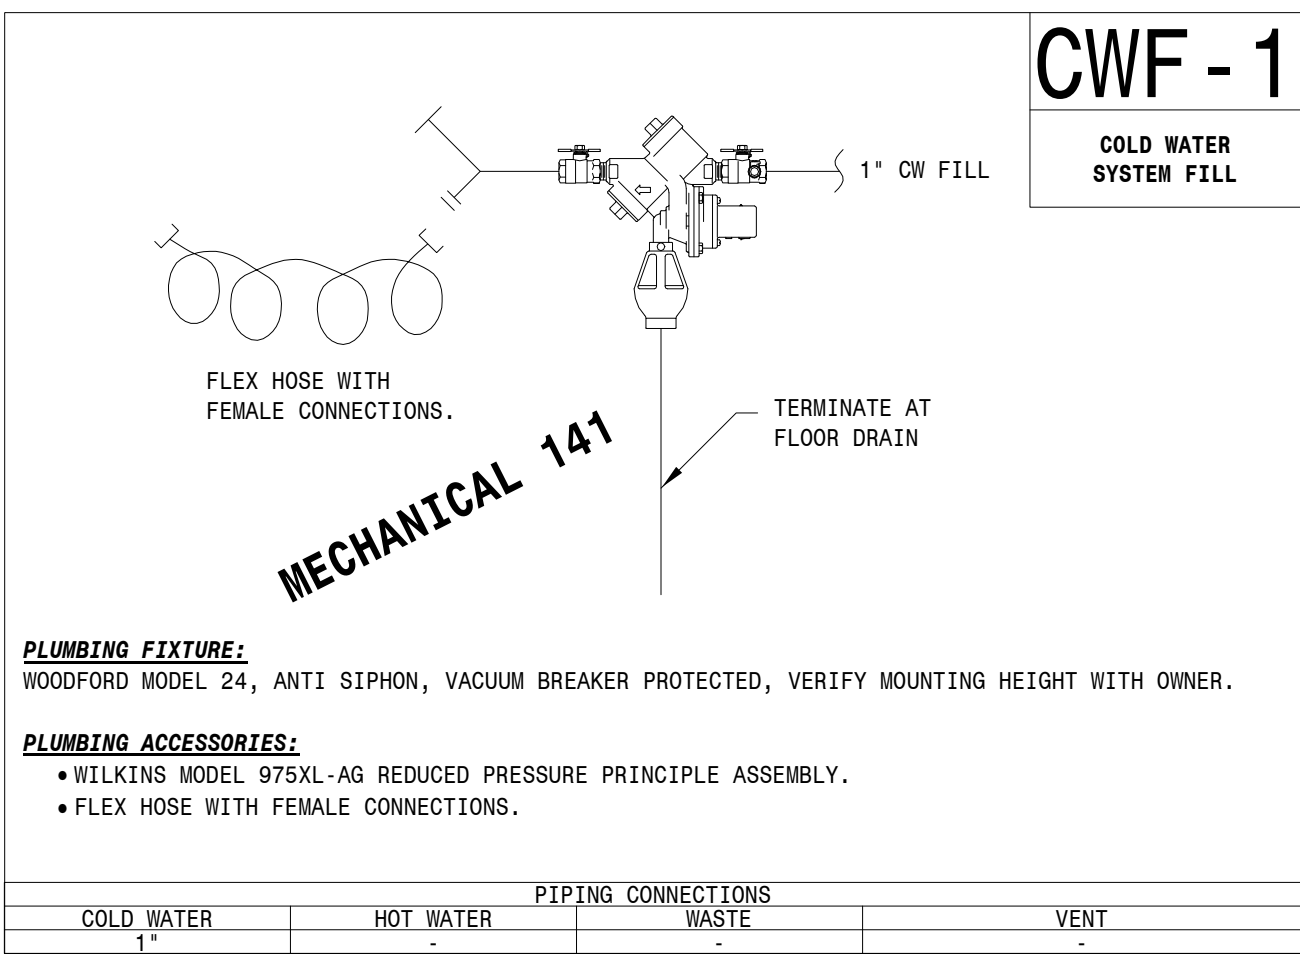 CWF-1
COLD WATER
SYSTEM FILL
1" CW FILL
FLEX HOSE WITH
FEMALE CONNECTIONS.
TERMINATE AT
FLOOR DRAIN
MECHANICAL 141
PLUMBING FIXTURE:
WOODFORD MODEL 24, ANTI SIPHON, VACUUM BREAKER PROTECTED, VERIFY MOUNTING HEIGHT WITH OWNER.
PLUMBING ACCESSORIES:
• WILKINS MODEL 975XL-AG REDUCED PRESSURE PRINCIPLE ASSEMBLY.
• FLEX HOSE WITH FEMALE CONNECTIONS.
PIPING CONNECTIONS
COLD WATER HOT WATER WASTE VENT
1" - - -